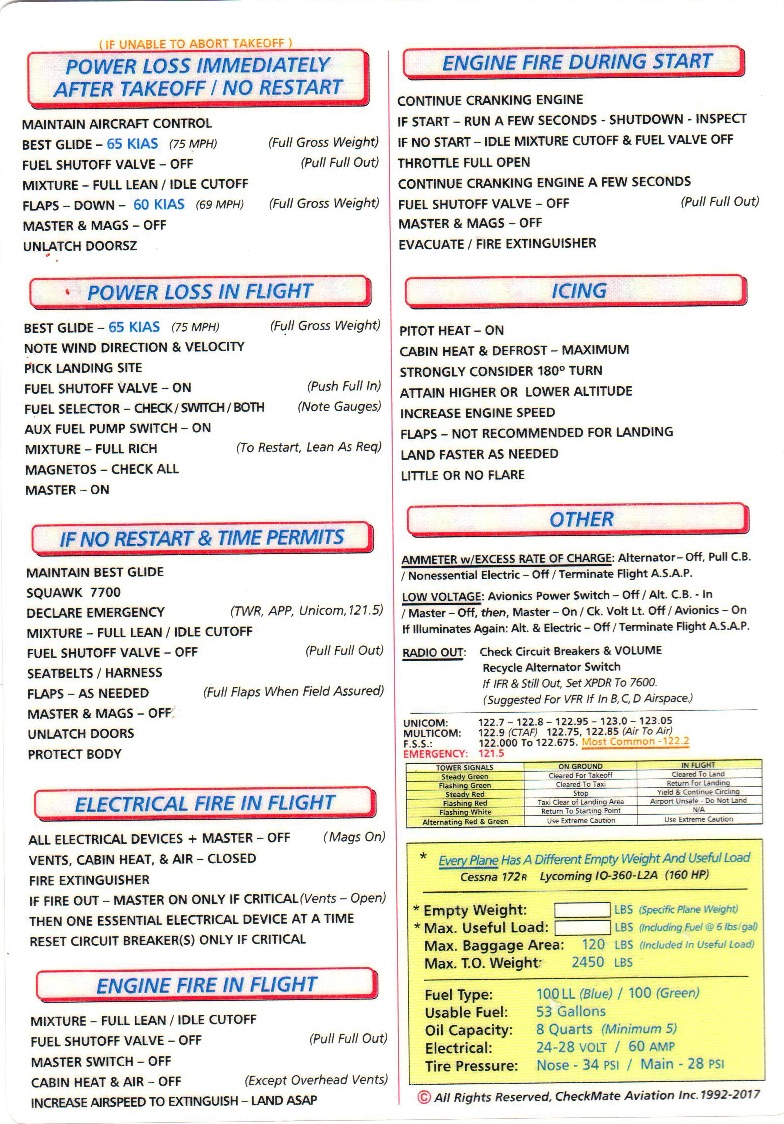 ( IF UNABLE TO ABORT TAKEOFF )
POWER LOSS IMMEDIATELY
AFTER TAKEOFF / NO RESTART
MAINTAIN AIRCRAFT CONTROL
BEST GLIDE – 65 KIAS (75 MPH) (Full Gross Weight)
FUEL SHUTOFF VALVE – OFF (Pull Full Out)
MIXTURE – FULL LEAN / IDLE CUTOFF
FLAPS – DOWN – 60 KIAS (69 MPH) (Full Gross Weight)
MASTER & MAGS – OFF
UNLATCH DOORSZ
POWER LOSS IN FLIGHT
BEST GLIDE – 65 KIAS (75 MPH) (Full Gross Weight)
NOTE WIND DIRECTION & VELOCITY
PICK LANDING SITE
FUEL SHUTOFF VALVE – ON (Push Full In)
FUEL SELECTOR – CHECK / SWITCH / BOTH (Note Gauges)
AUX FUEL PUMP SWITCH – ON
MIXTURE – FULL RICH (To Restart, Lean As Req)
MAGNETOS – CHECK ALL
MASTER – ON
IF NO RESTART & TIME PERMITS
MAINTAIN BEST GLIDE
SQUAWK 7700
DECLARE EMERGENCY (TWR, APP, Unicom, 121.5)
MIXTURE – FULL LEAN / IDLE CUTOFF
FUEL SHUTOFF VALVE – OFF (Pull Full Out)
SEATBELTS / HARNESS
FLAPS – AS NEEDED (Full Flaps When Field Assured)
MASTER & MAGS – OFF
UNLATCH DOORS
PROTECT BODY
ELECTRICAL FIRE IN FLIGHT
ALL ELECTRICAL DEVICES + MASTER – OFF (Mags On)
VENTS, CABIN HEAT, & AIR – CLOSED
FIRE EXTINGUISHER
IF FIRE OUT – MASTER ON ONLY IF CRITICAL (Vents – Open)
THEN ONE ESSENTIAL ELECTRICAL DEVICE AT A TIME
RESET CIRCUIT BREAKER(S) ONLY IF CRITICAL
ENGINE FIRE IN FLIGHT
MIXTURE – FULL LEAN / IDLE CUTOFF
FUEL SHUTOFF VALVE – OFF (Pull Full Out)
MASTER SWITCH – OFF
CABIN HEAT & AIR – OFF (Except Overhead Vents)
INCREASE AIRSPEED TO EXTINGUISH – LAND ASAP
ENGINE FIRE DURING START
CONTINUE CRANKING ENGINE
IF START – RUN A FEW SECONDS - SHUTDOWN - INSPECT
IF NO START – IDLE MIXTURE CUTOFF & FUEL VALVE OFF
THROTTLE FULL OPEN
CONTINUE CRANKING ENGINE A FEW SECONDS
FUEL SHUTOFF VALVE – OFF (Pull Full Out)
MASTER & MAGS – OFF
EVACUATE / FIRE EXTINGUISHER
ICING
PITOT HEAT – ON
CABIN HEAT & DEFROST – MAXIMUM
STRONGLY CONSIDER 180º TURN
ATTAIN HIGHER OR LOWER ALTITUDE
INCREASE ENGINE SPEED
FLAPS – NOT RECOMMENDED FOR LANDING
LAND FASTER AS NEEDED
LITTLE OR NO FLARE
OTHER
AMMETER w/EXCESS RATE OF CHARGE: Alternator – Off, Pull C.B.
/ Nonessential Electric – Off / Terminate Flight A.S.A.P.
LOW VOLTAGE: Avionics Power Switch – Off / Alt. C.B. - In
/ Master – Off, then, Master – On / Ck. Volt Lt. Off / Avionics – On
If Illuminates Again: Alt. & Electric – Off / Terminate Flight A.S.A.P.
RADIO OUT: Check Circuit Breakers & VOLUME
Recycle Alternator Switch
If IFR & Still Out, Set XPDR To 7600.
(Suggested For VFR If In B, C, D Airspace.)
UNICOM: 122.7 – 122.8 – 122.95 – 123.0 – 123.05
MULTICOM: 122.9 (CTAF) 122.75, 122.85 (Air To Air)
F.S.S.: 122.000 To 122.675. Most Common -122.2
EMERGENCY: 121.5
TOWER SIGNALS ON GROUND IN FLIGHT
Steady Green Cleared For Takeoff Cleared To Land
Flashing Green Cleared To Taxi Return For Landing
Steady Red Stop Yield & Continue Circling
Flashing Red Taxi Clear of Landing Area Airport Unsafe - Do Not Land
Flashing White Return To Starting Point N/A
Alternating Red & Green Use Extreme Caution Use Extreme Caution
* Every Plane Has A Different Empty Weight And Useful Load
Cessna 172R Lycoming IO-360-L2A (160 HP)
* Empty Weight: LBS (Specific Plane Weight)
* Max. Useful Load: LBS (Including Fuel @ 6 lbs/gal)
Max. Baggage Area: 120 LBS (Included In Useful Load)
Max. T.O. Weight: 2450 LBS
Fuel Type: 100 LL (Blue) / 100 (Green)
Usable Fuel: 53 Gallons
Oil Capacity: 8 Quarts (Minimum 5)
Electrical: 24-28 VOLT / 60 AMP
Tire Pressure: Nose - 34 PSI / Main - 28 PSI
© All Rights Reserved, CheckMate Aviation Inc. 1992-2017